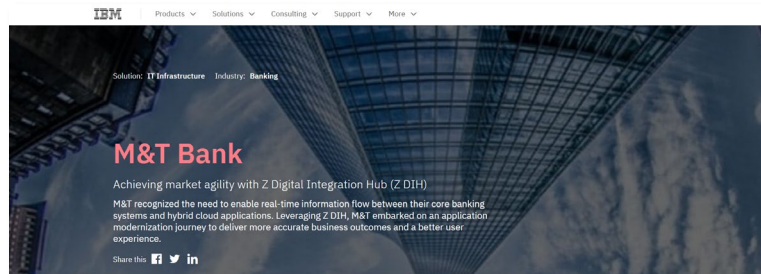 IBM Products Solutions Consulting Support More
Solution: IT Infrastructure Industry: Banking
M&T Bank
Achieving market agility with Z Digital Integration Hub (Z DIH)
M&T recognized the need to enable real-time information flow between their core banking
systems and hybrid cloud applications. Leveraging Z DIH, M&T embarked on an application
modernization journey to deliver more accurate business outcomes and a better user
experience.
Share this